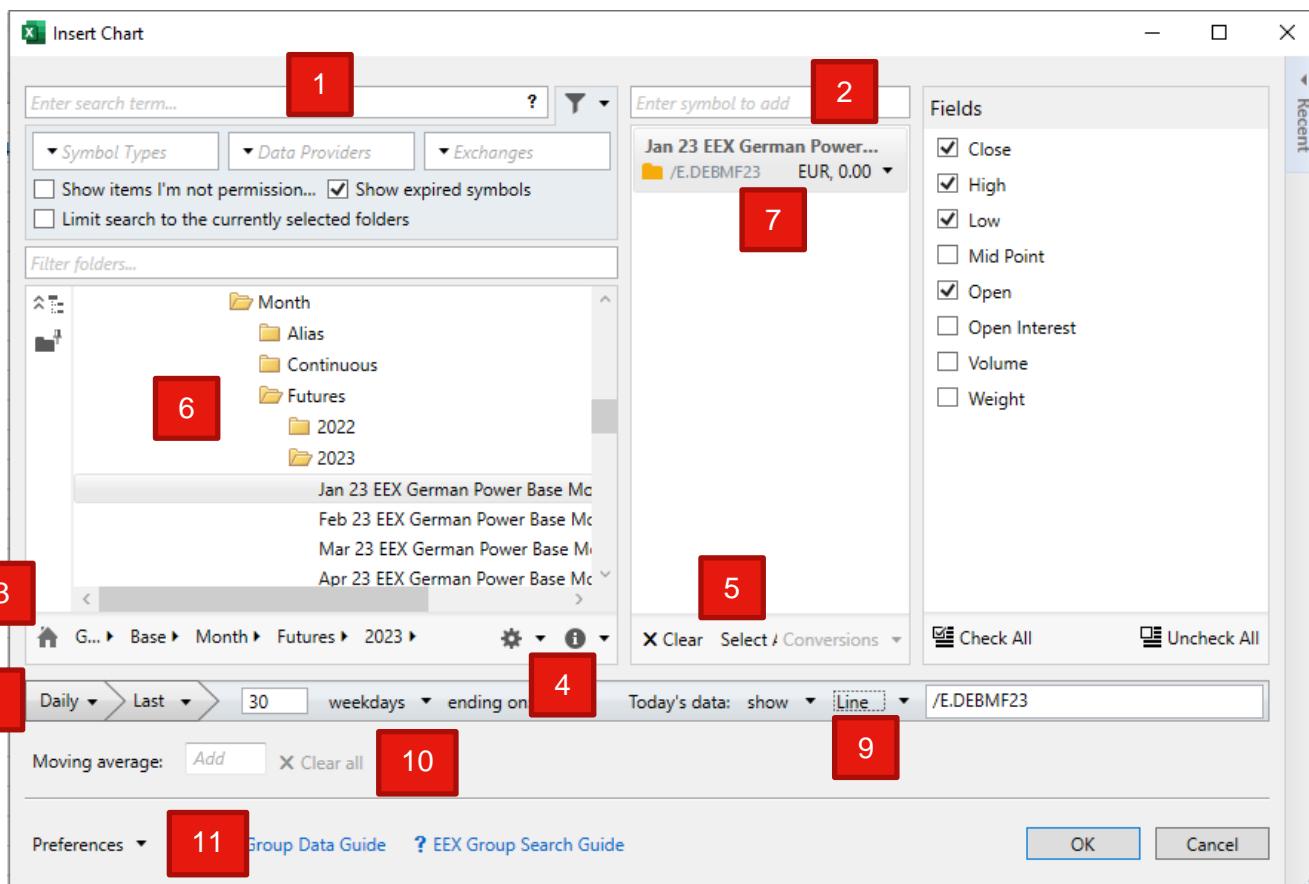 Insert Chart
1
Enter search term... ?
Symbol Types Data Providers Exchanges
Show items I'm not permission... Show expired symbols
Limit search to the currently selected folders
Filter folders...
Month
Alias
Continuous
Futures
6
2022
2023
Jan 23 EEX German Power Base Mo
Feb 23 EEX German Power Base Mo
Mar 23 EEX German Power Base M
Apr 23 EEX German Power Base Mo
3
G... Base Month Futures 2023
4
2
Enter symbol to add
Jan 23 EEX German Power...
/E.DEBMF23 EUR, 0.00
7
5
X Clear Select A Conversions
Fields
Close
High
Low
Mid Point
Open
Open Interest
Volume
Weight
Check All Uncheck All
Recent
Daily Last 30 weekdays ending on: Today's data: show Line /E.DEBMF23
9
Moving average: Add X Clear all 10
Preferences 11 Group Data Guide ? EEX Group Search Guide OK Cancel